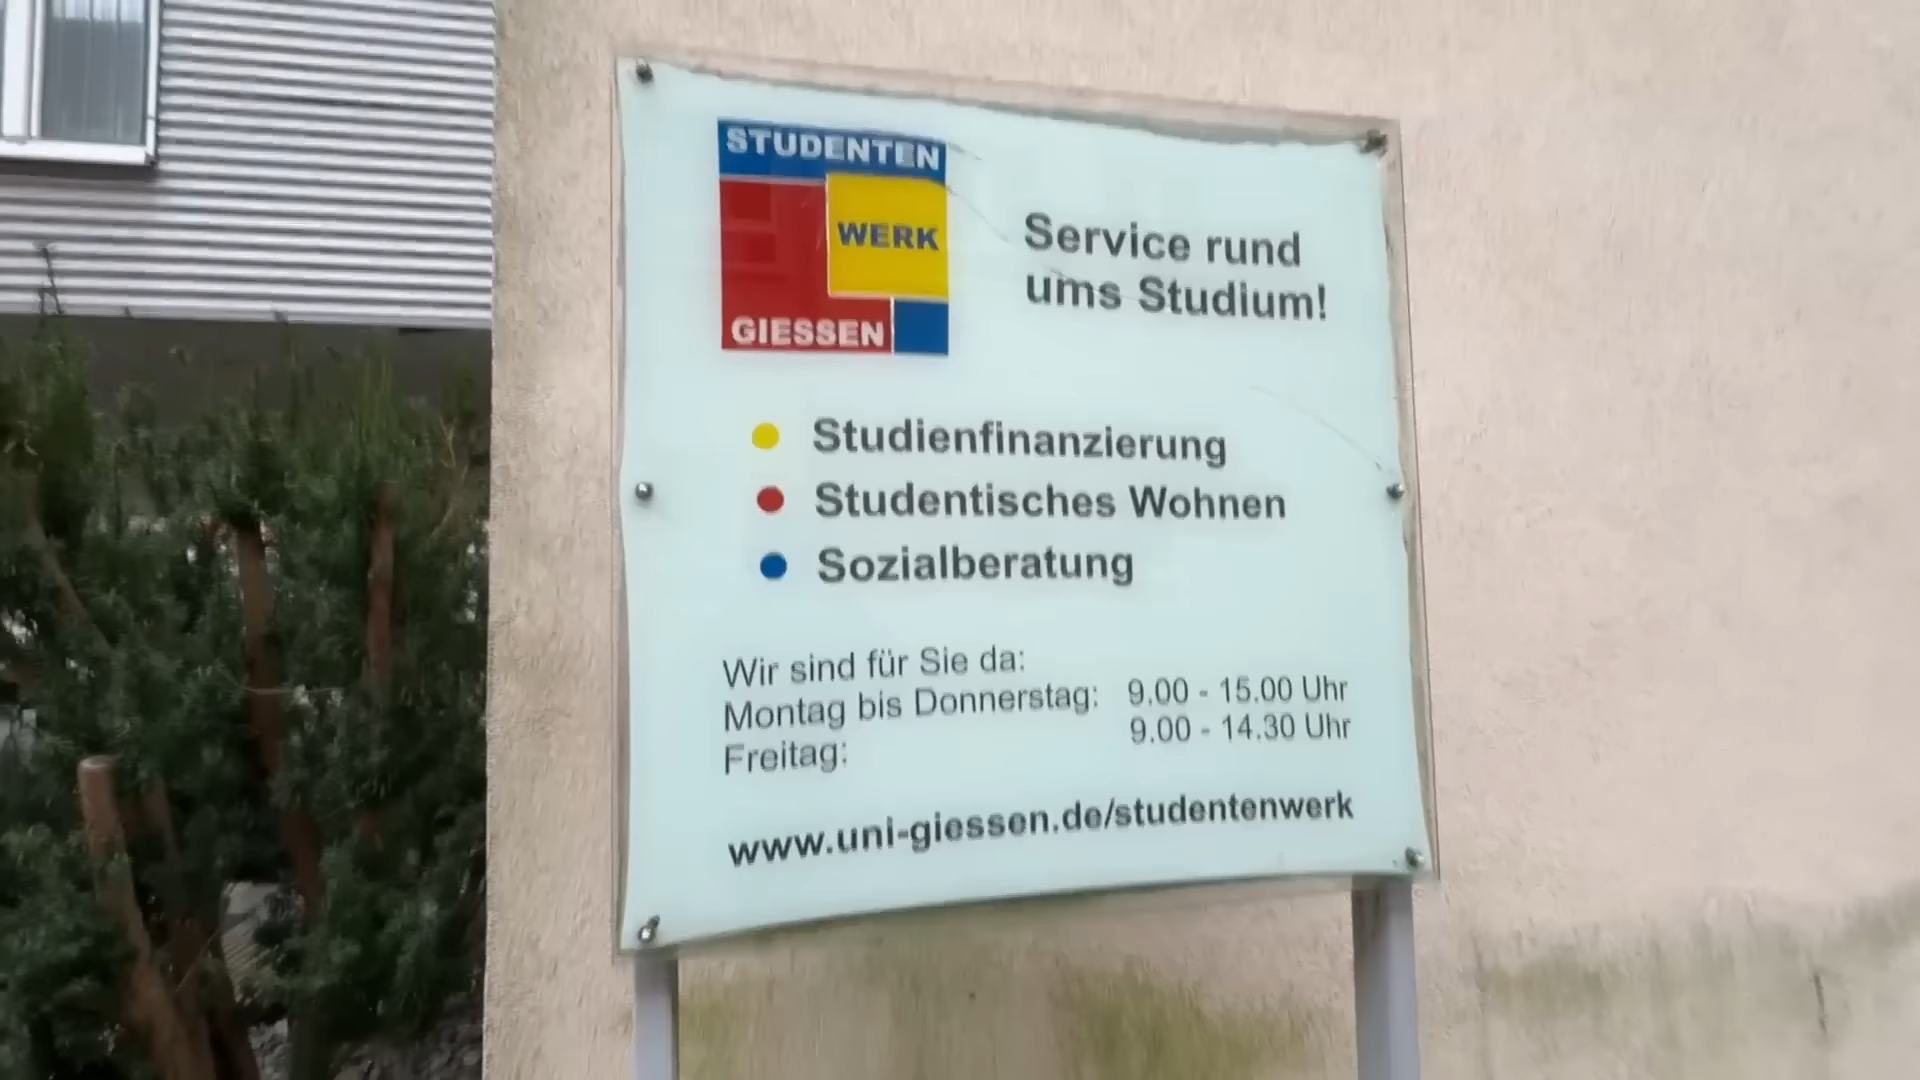 STUDENTEN
WERK
GIESSEN
Service rund
ums Studium!
Studienfinanzierung
Studentisches Wohnen
Sozialberatung
Wir sind für Sie da:
Montag bis Donnerstag: 9.00 - 15.00 Uhr
Freitag: 9.00 - 14.30 Uhr
www.uni-giessen.de/studentenwerk